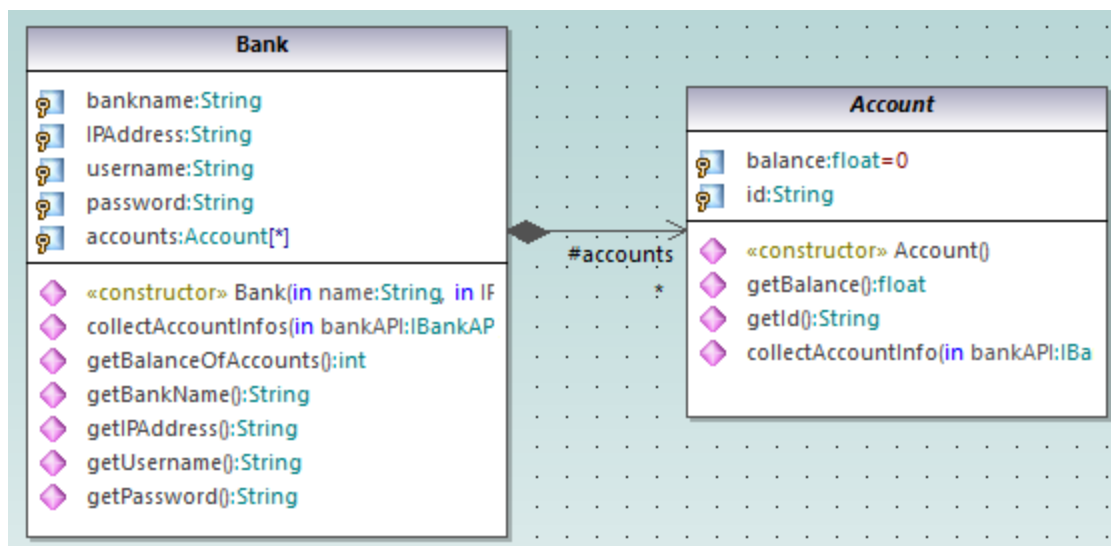 Bank
bankname:String
IPAddress:String
username:String
password:String
accounts:Account[*]
«constructor» Bank(in name:String, in IF
collectAccountInfos(in bankAPI:IBankAP
getBalanceOfAccounts():int
getBankName():String
getIPAddress():String
getUsername():String
getPassword():String
#accounts
*
Account
balance:float=0
id:String
«constructor» Account()
getBalance():float
getId():String
collectAccountInfo(in bankAPI:IBa